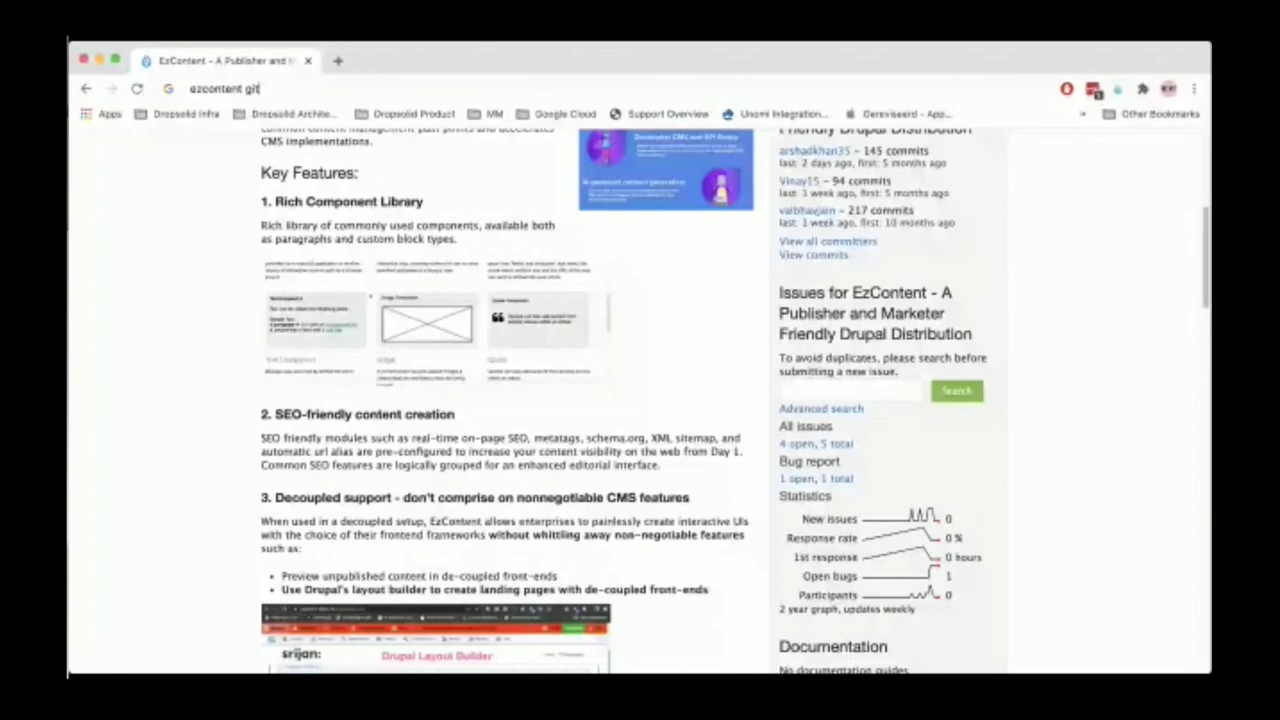 EzContent - A Publisher and
ezcontent git
Apps
Dropsolid Infra
Dropsolid Archite...
Dropsolid Product
MM
Google Cloud
Support Overview
Unomi Integration...
Gereviseerd - App...
»
Other Bookmarks
CMS implementations.
Key Features:
1. Rich Component Library
Rich library of commonly used components, available both
as paragraphs and custom block types.
Text Component
Image
Quote
2. SEO-friendly content creation
SEO friendly modules such as real-time on-page SEO, metatags, schema.org, XML sitemap, and
automatic url alias are pre-configured to increase your content visibility on the web from Day 1.
Common SEO features are logically grouped for an enhanced editorial interface.
3. Decoupled support - don't comprise on nonnegotiable CMS features
When used in a decoupled setup, EzContent allows enterprises to painlessly create interactive UIs
with the choice of their frontend frameworks without whittling away non-negotiable features
such as:
• Preview unpublished content in de-coupled front-ends
• Use Drupal's layout builder to create landing pages with de-coupled front-ends
srijan:
Drupal Layout Builder
Friendly Drupal Distribution
arshadkhan35 - 145 commits
last: 2 days ago, first: 5 months ago
Vinay15 - 94 commits
last: 1 week ago, first: 5 months ago
vaibhavjain - 217 commits
last: 1 week ago, first: 10 months ago
View all committers
View commits
Issues for EzContent - A
Publisher and Marketer
Friendly Drupal Distribution
To avoid duplicates, please search before
submitting a new issue.
Search
Advanced search
All issues
4 open, 5 total
Bug report
1 open, 1 total
Statistics
New issues 0
Response rate 0 %
1st response 0 hours
Open bugs 1
Participants 0
2 year graph, updates weekly
Documentation
No documentation guides